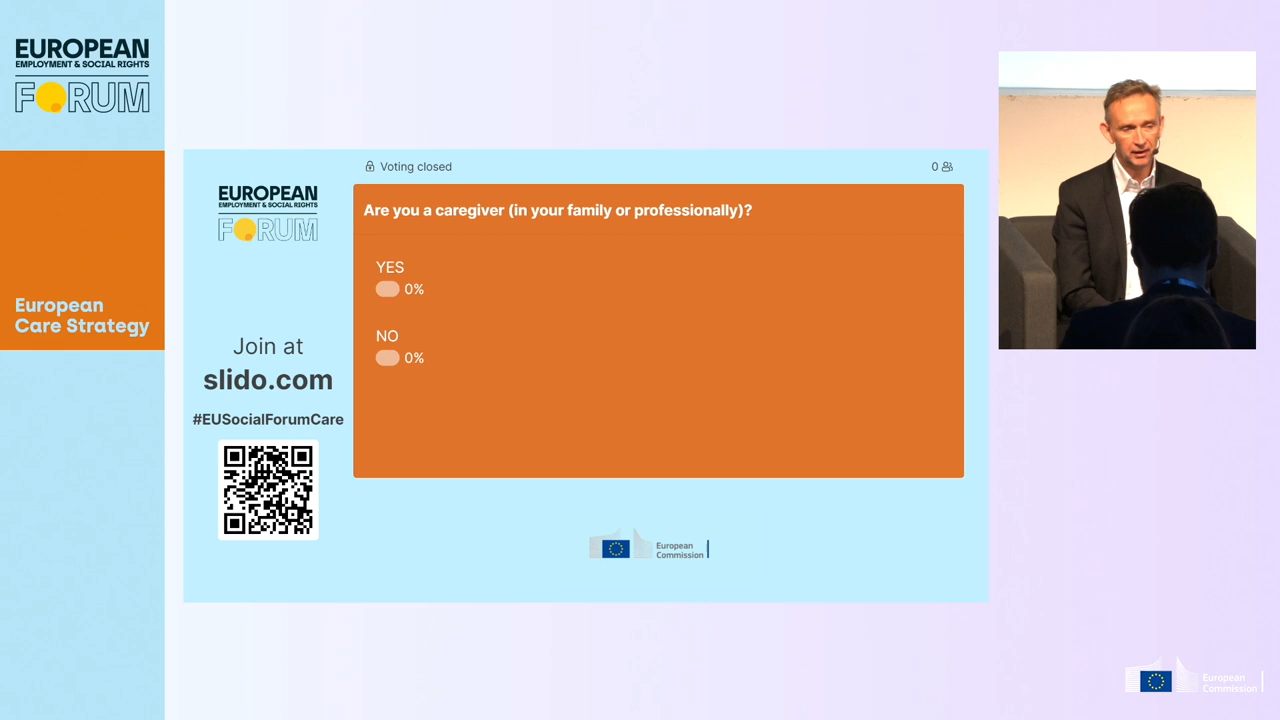 EUROPEAN
EMPLOYMENT & SOCIAL RIGHTS
FORUM
European
Care Strategy
EUROPEAN
EMPLOYMENT & SOCIAL RIGHTS
FORUM
Join at
slido.com
#EUSocialForumCare
Voting closed
0
Are you a caregiver (in your family or professionally)?
YES
0%
NO
0%
European
Commission
European
Commission